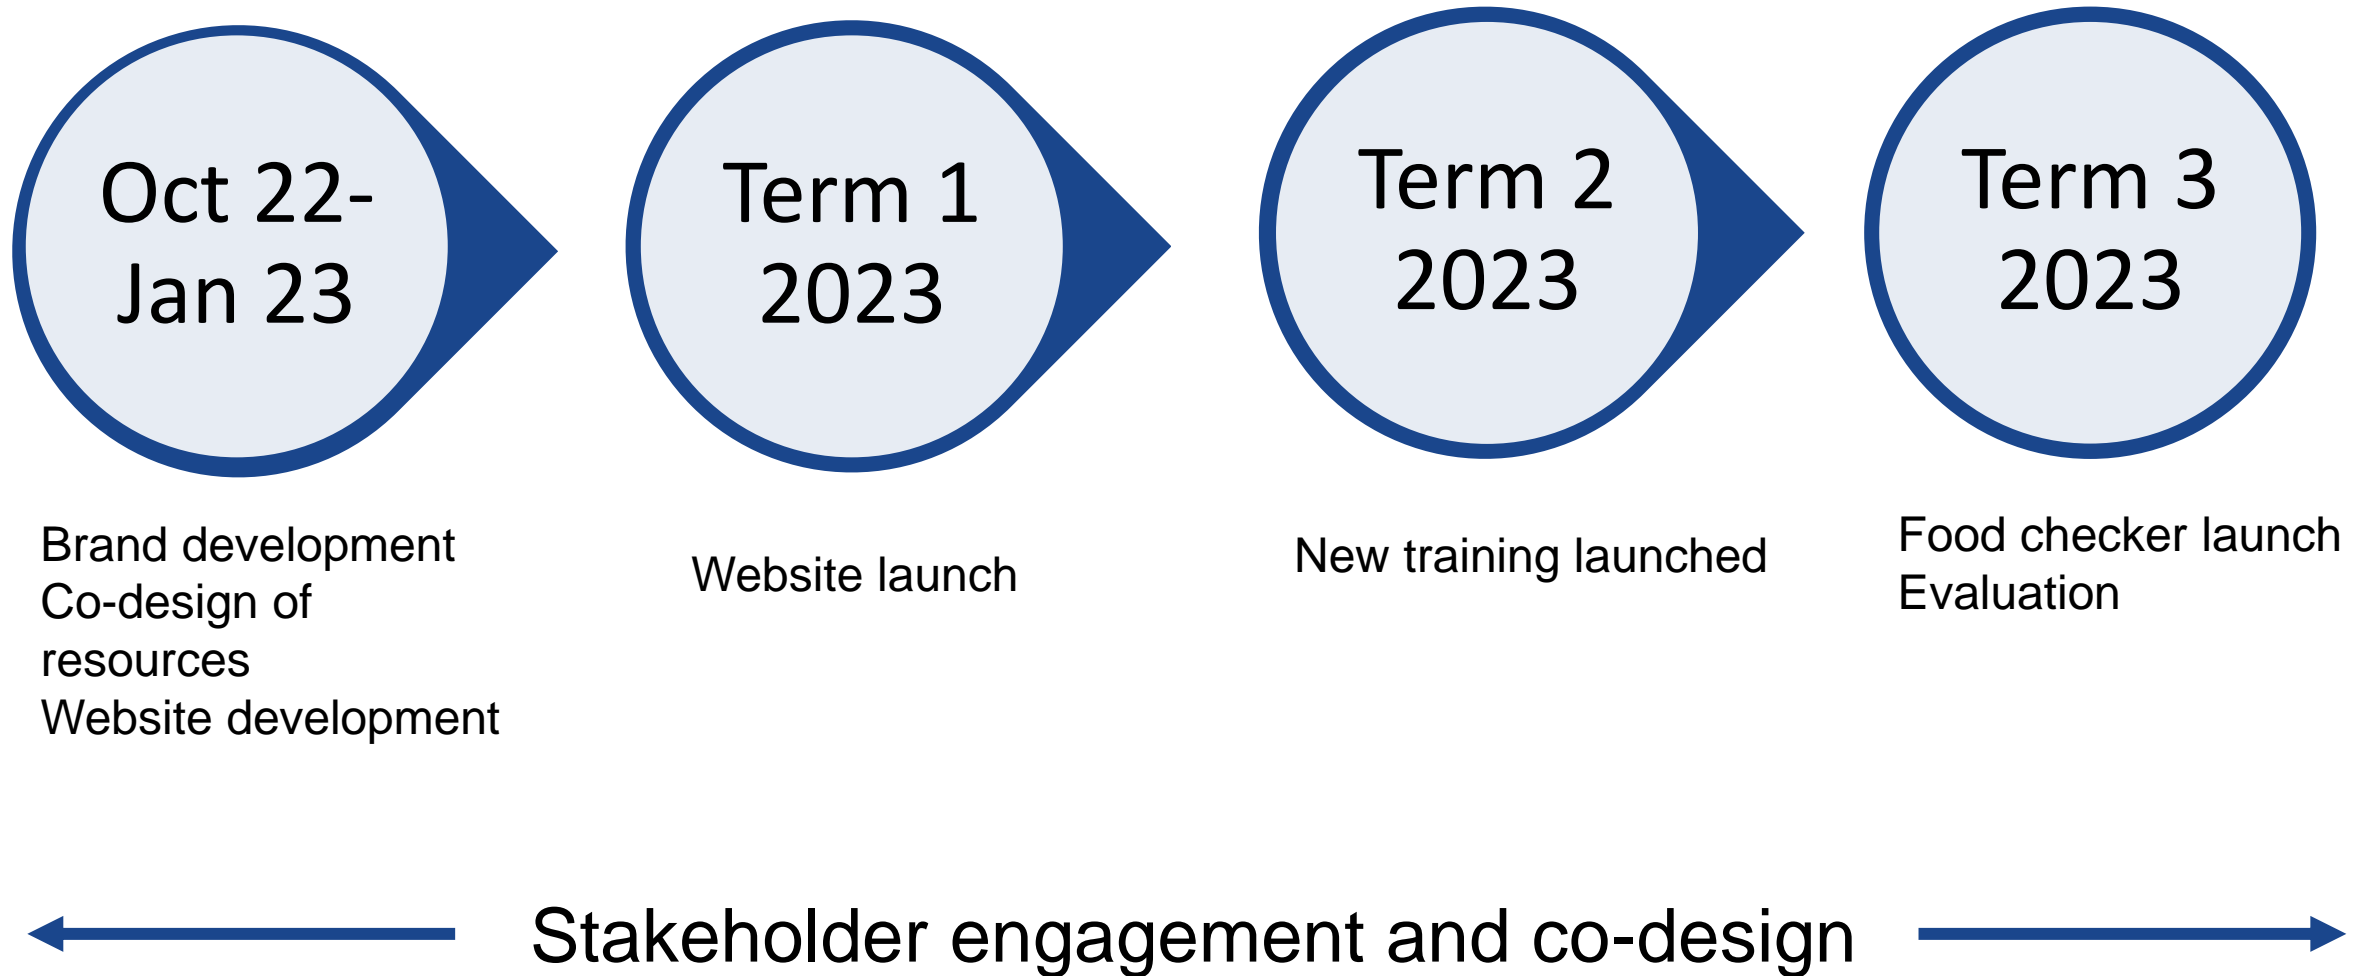 Oct 22-
Jan 23
Term 1
2023
Term 2
2023
Term 3
2023
Brand development
Co-design of
resources
Website development
Website launch
New training launched
Food checker launch
Evaluation
Stakeholder engagement and co-design